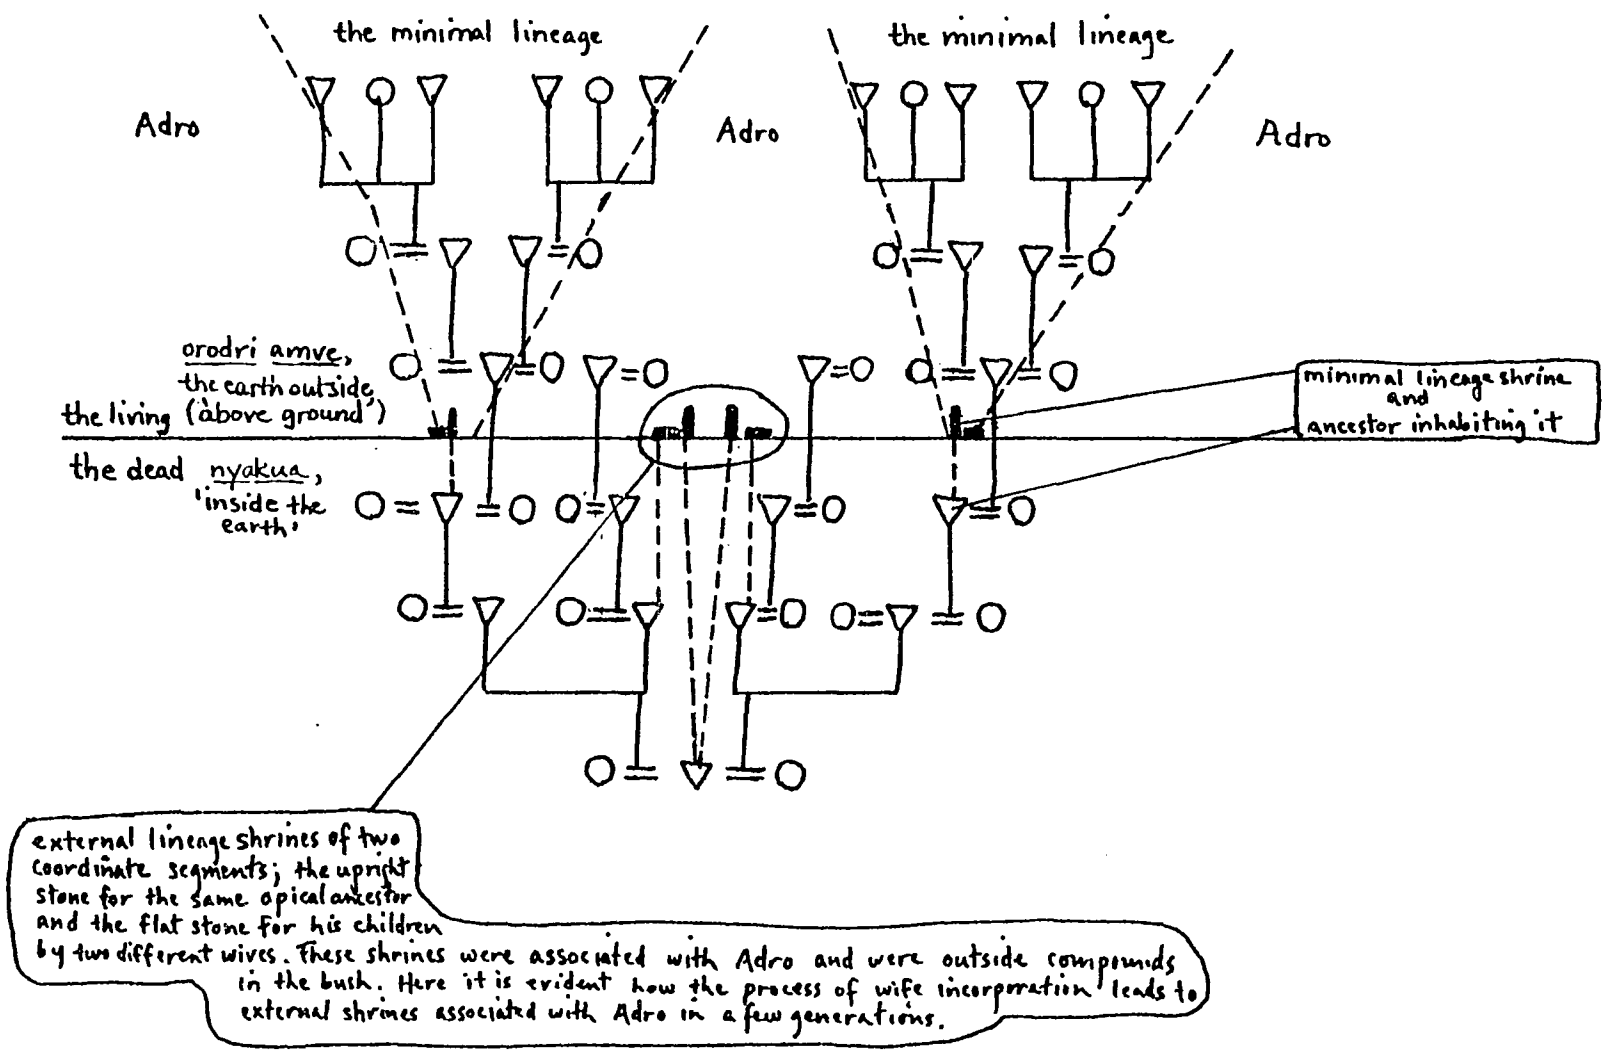 the minimal lineage
the minimal lineage
Adro
Adro
Adro
orodri amve,
the earth outside,
the living ('above ground')
the dead nyakua,
'inside the
earth'
minimal lineage shrine
and
ancestor inhabiting it
external lineage shrines of two
coordinate segments; the upright
stone for the same apical ancestor
and the flat stone for his children
by two different wives. These shrines were associated with Adro and were outside compounds
in the bush. Here it is evident how the process of wife incorporation leads to
external shrines associated with Adro in a few generations.